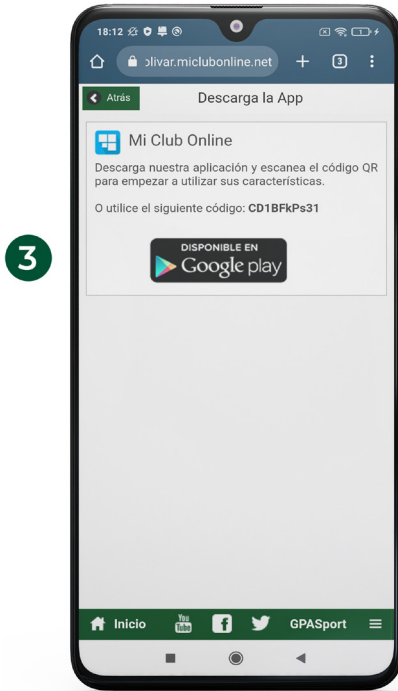 3
18:12
olivar.miclubonline.net
3
Atrás
Descarga la App
Mi Club Online
Descarga nuestra aplicación y escanea el código QR
para empezar a utilizar sus características.
O utilice el siguiente código: CD1BFkPs31
DISPONIBLE EN
Google play
Inicio
You
Tube
GPASport